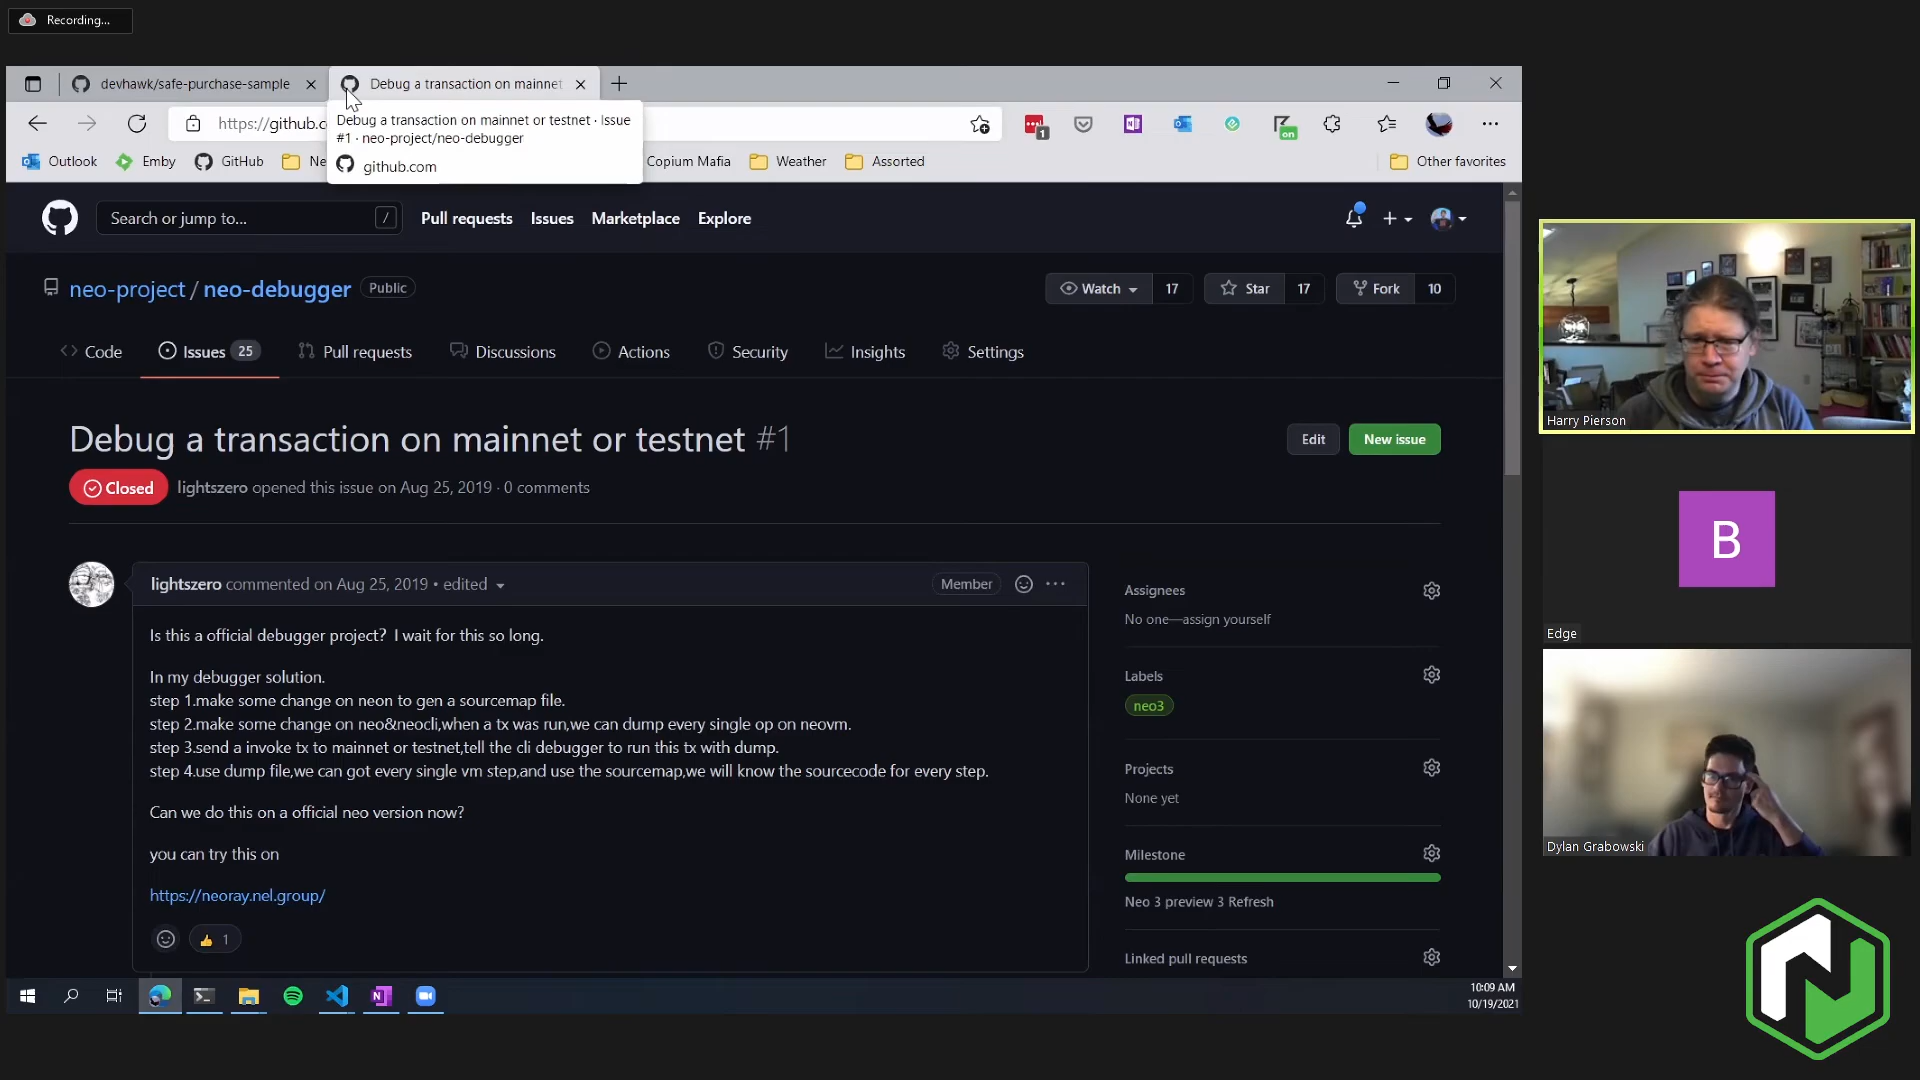 Recording...
devhawk/safe-purchase-sample
Debug a transaction on mainnet
https://github.c
Debug a transaction on mainnet or testnet · Issue
#1 · neo-project/neo-debugger
github.com
1
on
Outlook
Emby
GitHub
Ne
Copium Mafia
Weather
Assorted
Other favorites
Search or jump to...
/
Pull requests
Issues
Marketplace
Explore
neo-project / neo-debugger
Public
Watch 17
Star 17
Fork 10
Code
Issues 25
Pull requests
Discussions
Actions
Security
Insights
Settings
Debug a transaction on mainnet or testnet #1
Edit
New issue
Closed
lightszero opened this issue on Aug 25, 2019 · 0 comments
lightszero commented on Aug 25, 2019 • edited
Member
Is this a official debugger project? I wait for this so long.
In my debugger solution.
step 1.make some change on neon to gen a sourcemap file.
step 2.make some change on neo&neocli,when a tx was run,we can dump every single op on neovm.
step 3.send a invoke tx to mainnet or testnet,tell the cli debugger to run this tx with dump.
step 4.use dump file,we can got every single vm step,and use the sourcemap,we will know the sourcecode for every step.
Can we do this on a official neo version now?
you can try this on
https://neoray.nel.group/
1
Assignees
No one—assign yourself
Labels
neo3
Projects
None yet
Milestone
Neo 3 preview 3 Refresh
Linked pull requests
10:09 AM
10/19/2021
Harry Pierson
B
Edge
Dylan Grabowski